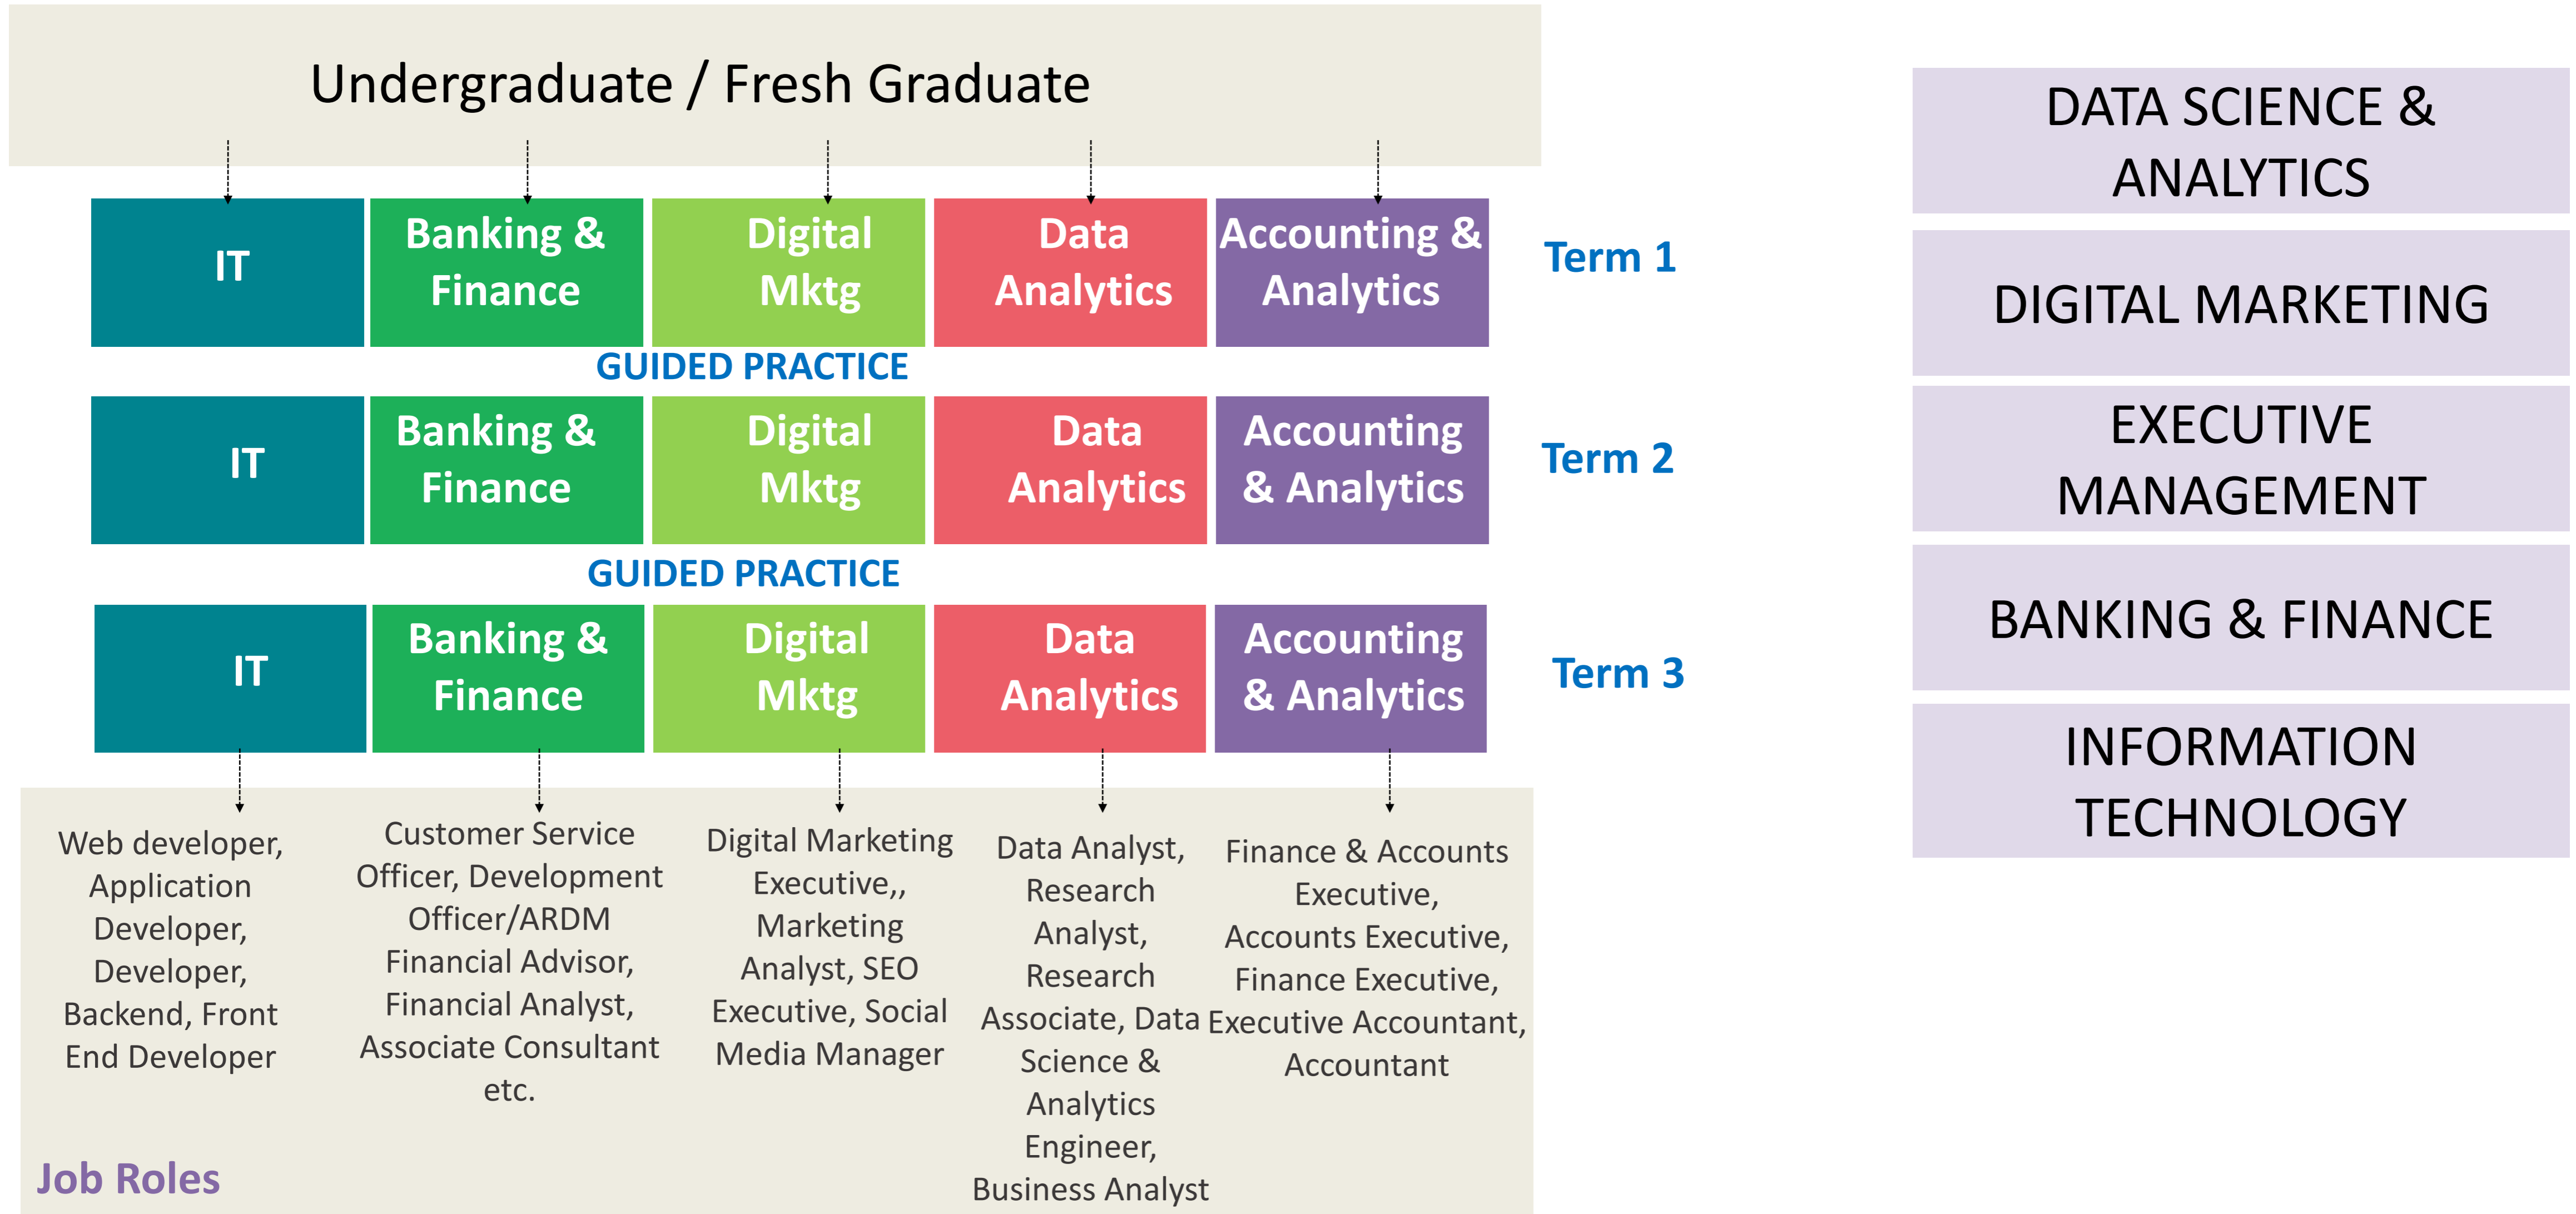 Undergraduate / Fresh Graduate
IT
Banking &
Finance
Digital
Mktg
Data
Analytics
Accounting &
Analytics
Term 1
GUIDED PRACTICE
IT
Banking &
Finance
Digital
Mktg
Data
Analytics
Accounting
& Analytics
Term 2
GUIDED PRACTICE
IT
Banking &
Finance
Digital
Mktg
Data
Analytics
Accounting
& Analytics
Term 3
Web developer,
Application
Developer,
Developer,
Backend, Front
End Developer
Customer Service
Officer, Development
Officer/ARDM
Financial Advisor,
Financial Analyst,
Associate Consultant
etc.
Digital Marketing
Executive,,
Marketing
Analyst, SEO
Executive, Social
Media Manager
Data Analyst,
Research
Analyst,
Research
Associate, Data
Science &
Analytics
Engineer,
Business Analyst
Finance & Accounts
Executive,
Accounts Executive,
Finance Executive,
Executive Accountant,
Accountant
Job Roles
DATA SCIENCE &
ANALYTICS
DIGITAL MARKETING
EXECUTIVE
MANAGEMENT
BANKING & FINANCE
INFORMATION
TECHNOLOGY